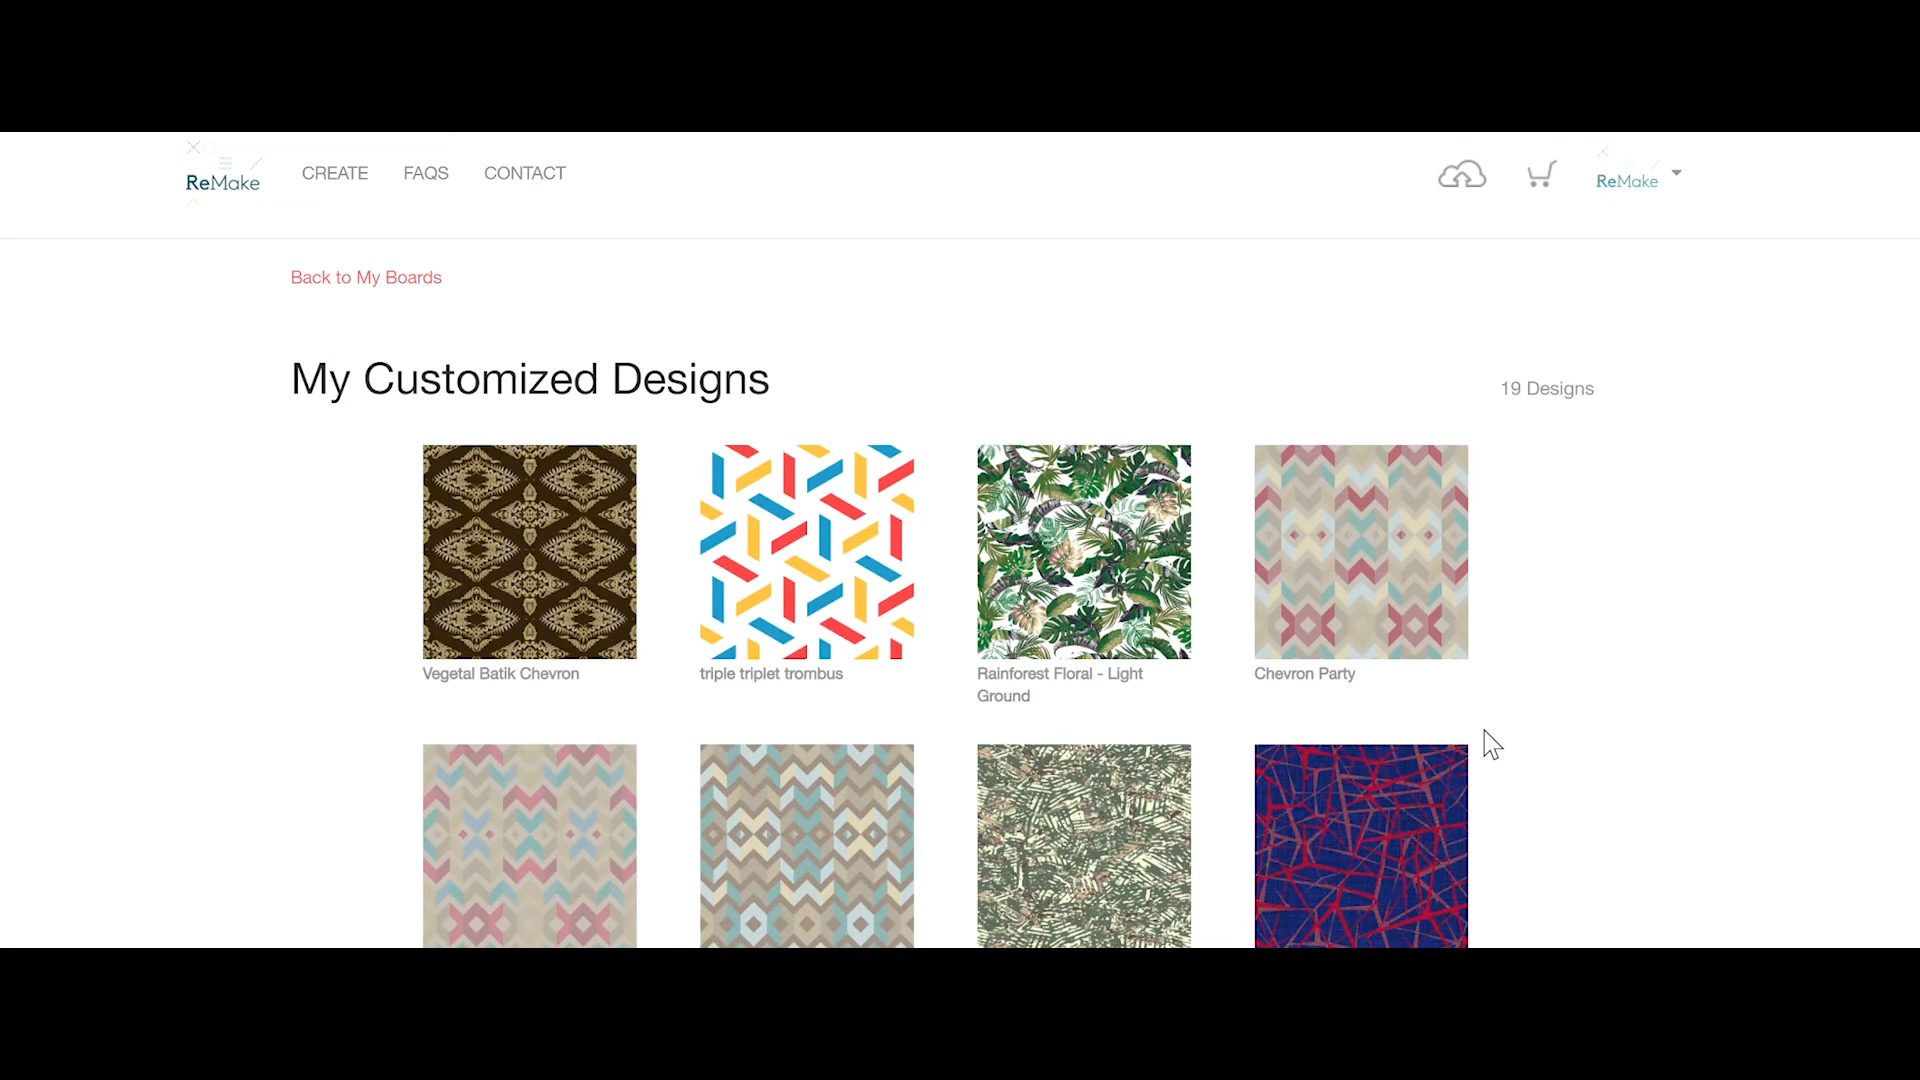 ReMake
CREATE
FAQS
CONTACT
ReMake
Back to My Boards
My Customized Designs
19 Designs
Vegetal Batik Chevron
triple triplet trombus
Rainforest Floral - Light
Ground
Chevron Party